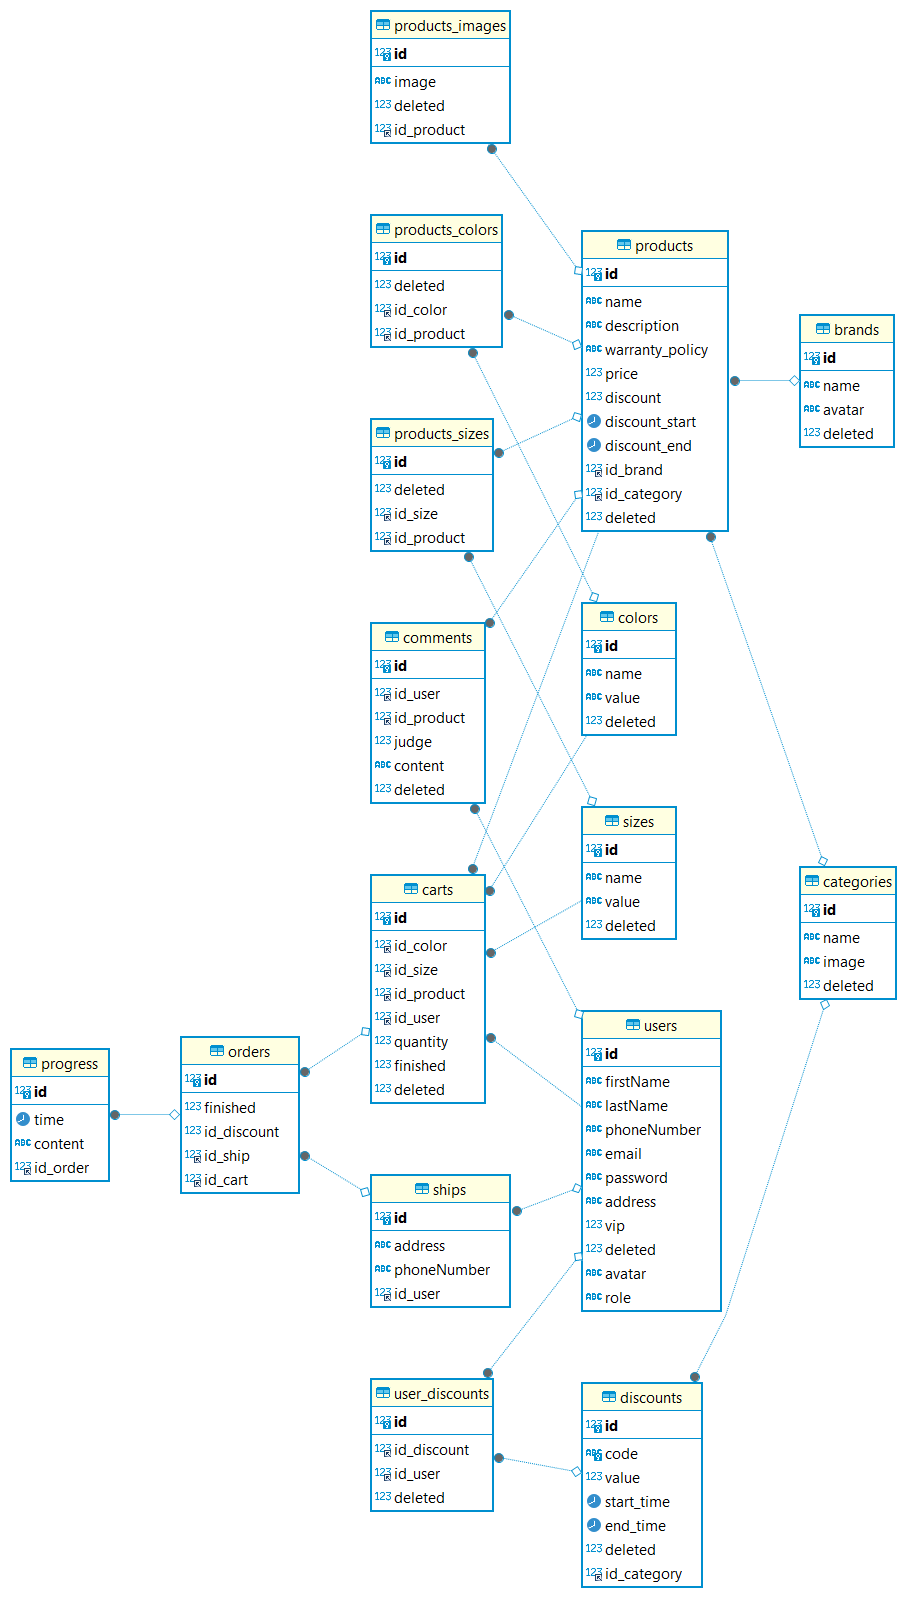 products_images
id
image
deleted
id_product
products_colors
id
deleted
id_color
id_product
products_sizes
id
deleted
id_size
id_product
comments
id
id_user
id_product
judge
content
deleted
carts
id
id_color
id_size
id_product
id_user
quantity
finished
deleted
progress
id
time
content
id_order
orders
id
finished
id_discount
id_ship
id_cart
ships
id
address
phoneNumber
id_user
user_discounts
id
id_discount
id_user
deleted
products
id
name
description
warranty_policy
price
discount
discount_start
discount_end
id_brand
id_category
deleted
colors
id
name
value
deleted
sizes
id
name
value
deleted
users
id
firstName
lastName
phoneNumber
email
password
address
vip
deleted
avatar
role
discounts
id
code
value
start_time
end_time
deleted
id_category
brands
id
name
avatar
deleted
categories
id
name
image
deleted